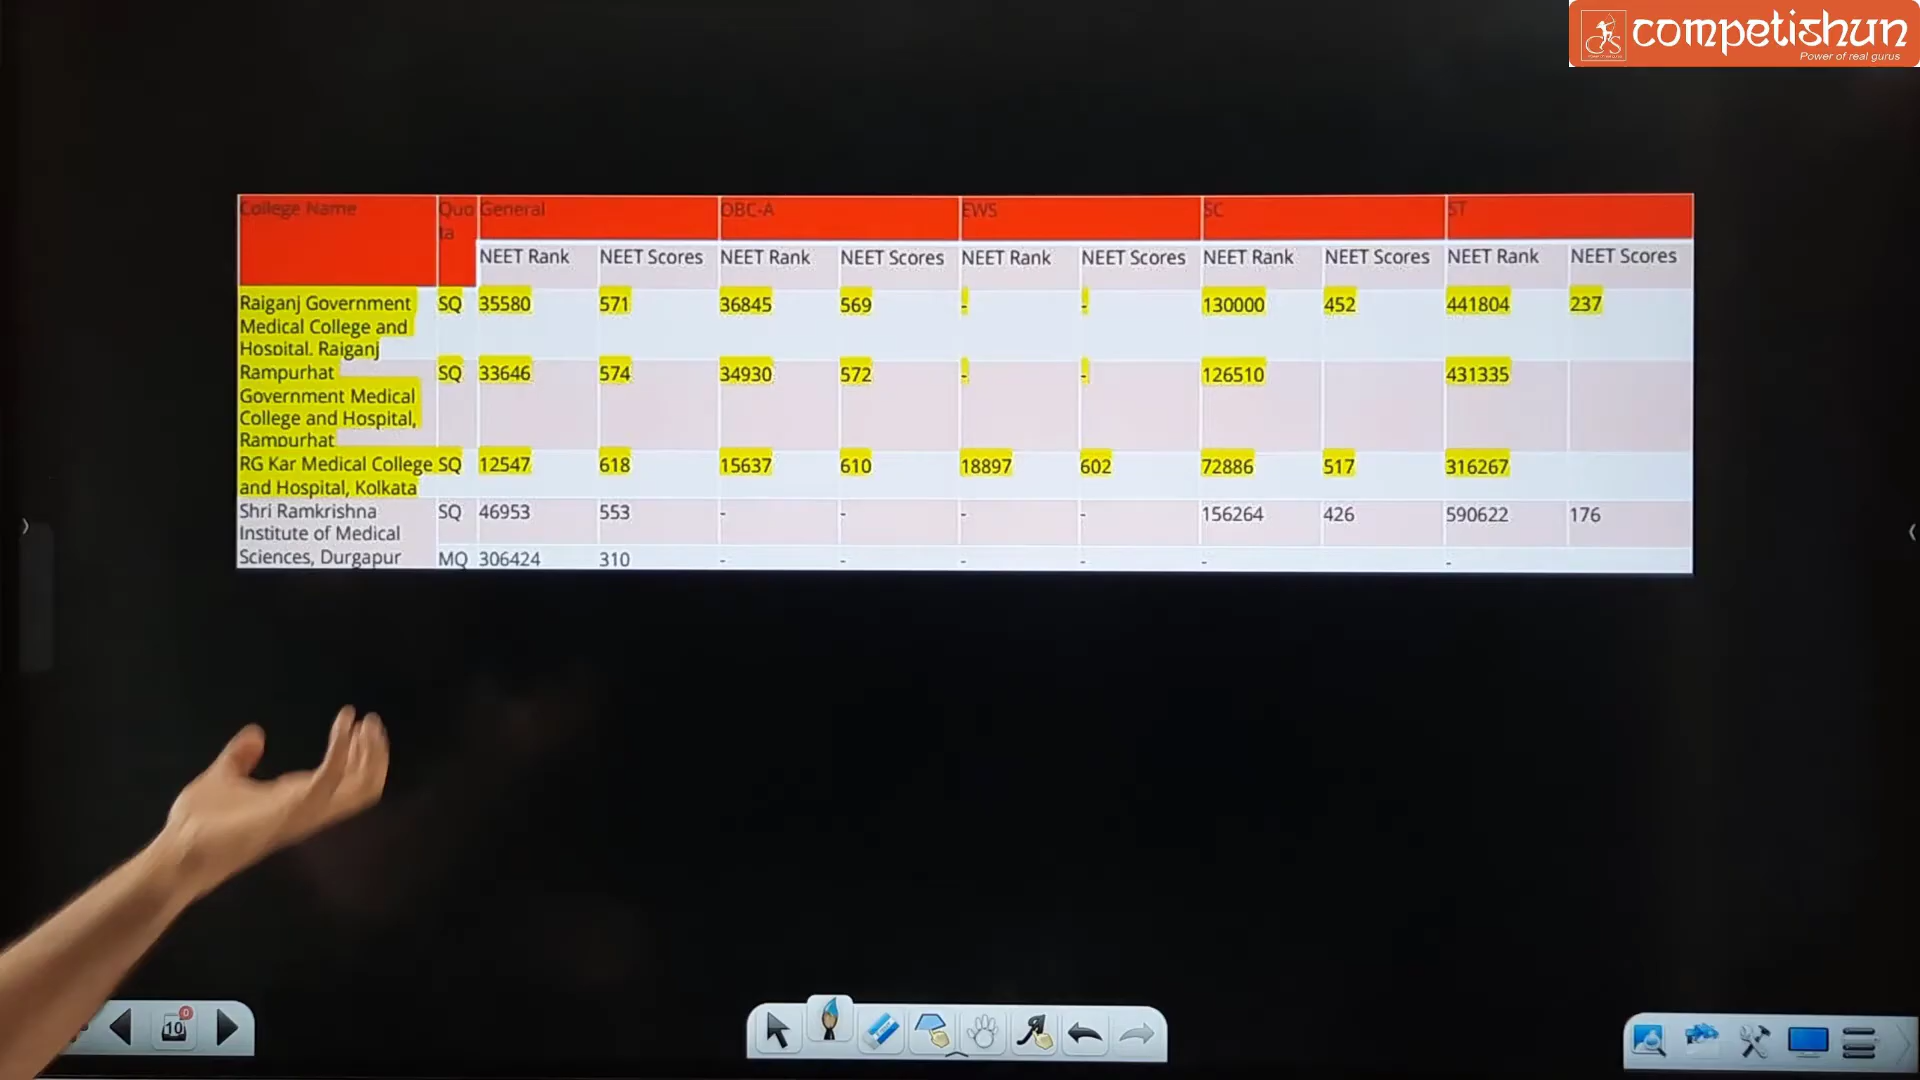 competishun
Power of real gurus
College Name Quo General OBC-A EWS SC ST
ta
NEET Rank NEET Scores NEET Rank NEET Scores NEET Rank NEET Scores NEET Rank NEET Scores NEET Rank NEET Scores
Raiganj Government SQ 35580 571 36845 569 - - 130000 452 441804 237
Medical College and
Hospital, Raiganj
Rampurhat SQ 33646 574 34930 572 - - 126510 431335
Government Medical
College and Hospital,
Rampurhat
RG Kar Medical College SQ 12547 618 15637 610 18897 602 72886 517 316267
and Hospital, Kolkata
Shri Ramkrishna SQ 46953 553 - - - - 156264 426 590622 176
Institute of Medical
Sciences, Durgapur MQ 306424 310 - - - - - -
10
0